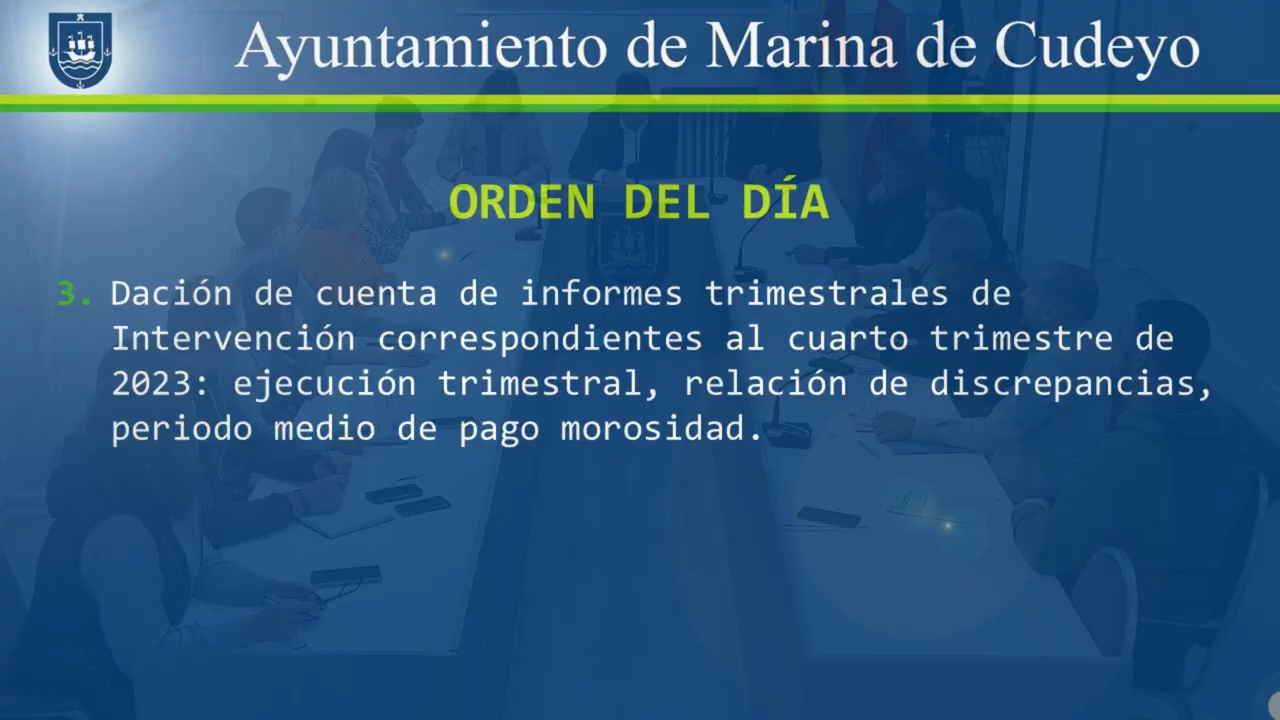 Ayuntamiento de Marina de Cudeyo
ORDEN DEL DÍA
3. Dación de cuenta de informes trimestrales de
Intervención correspondientes al cuarto trimestre de
2023: ejecución trimestral, relación de discrepancias,
periodo medio de pago morosidad.